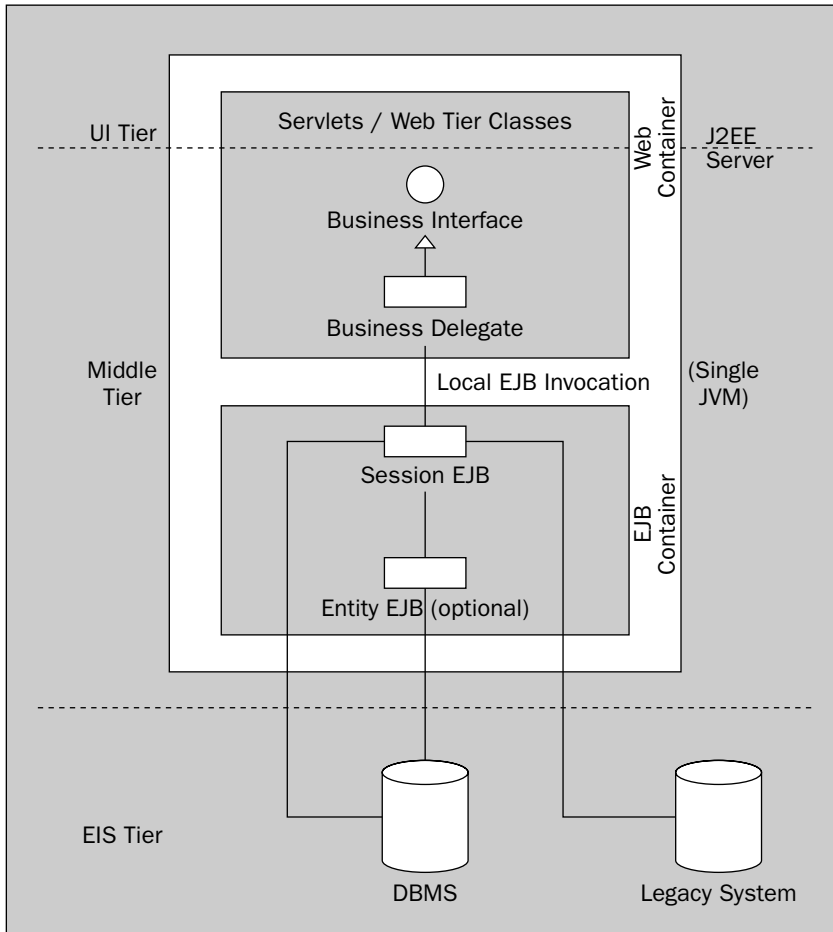 Servlets / Web Tier Classes
UI Tier
Web
Container
J2EE
Server
Business Interface
Business Delegate
Middle
Tier
Local EJB Invocation
(Single
JVM)
Session EJB
EJB
Container
Entity EJB (optional)
EIS Tier
DBMS
Legacy System